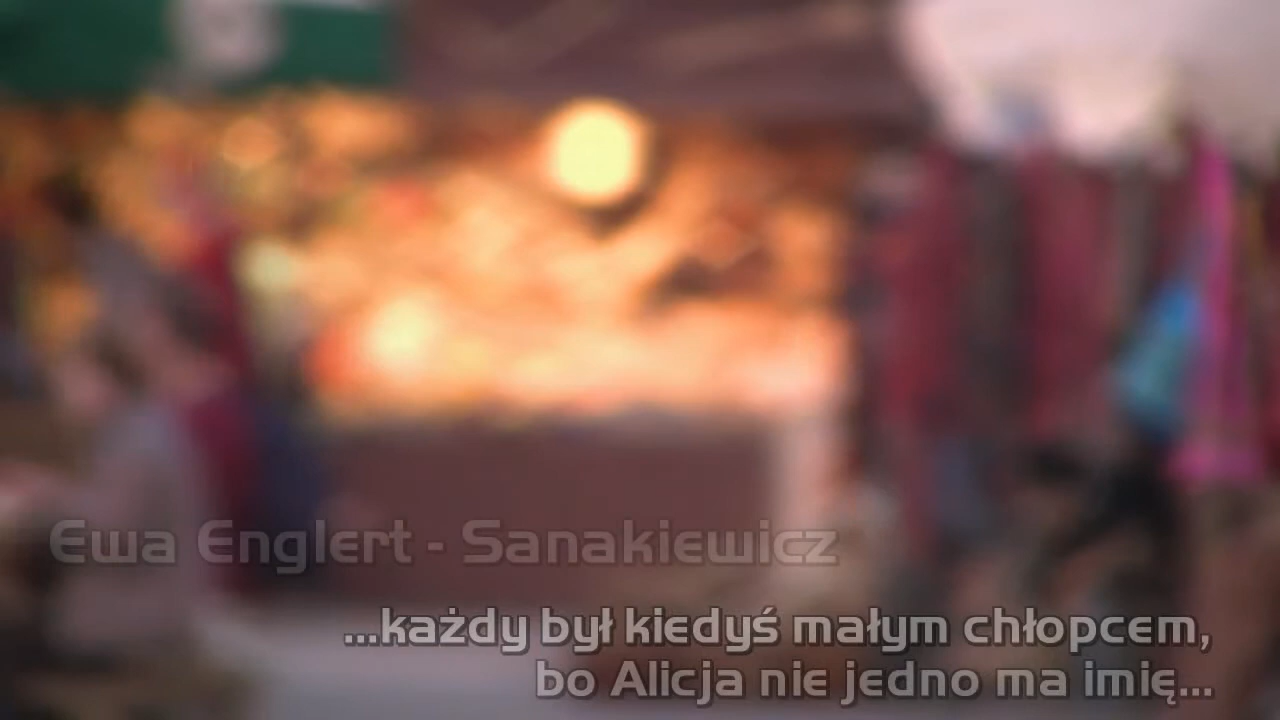 Ewa Englert - Sanakiewicz
...każdy był kiedyś małym chłopcem,
bo Alicja nie jedno ma imię...